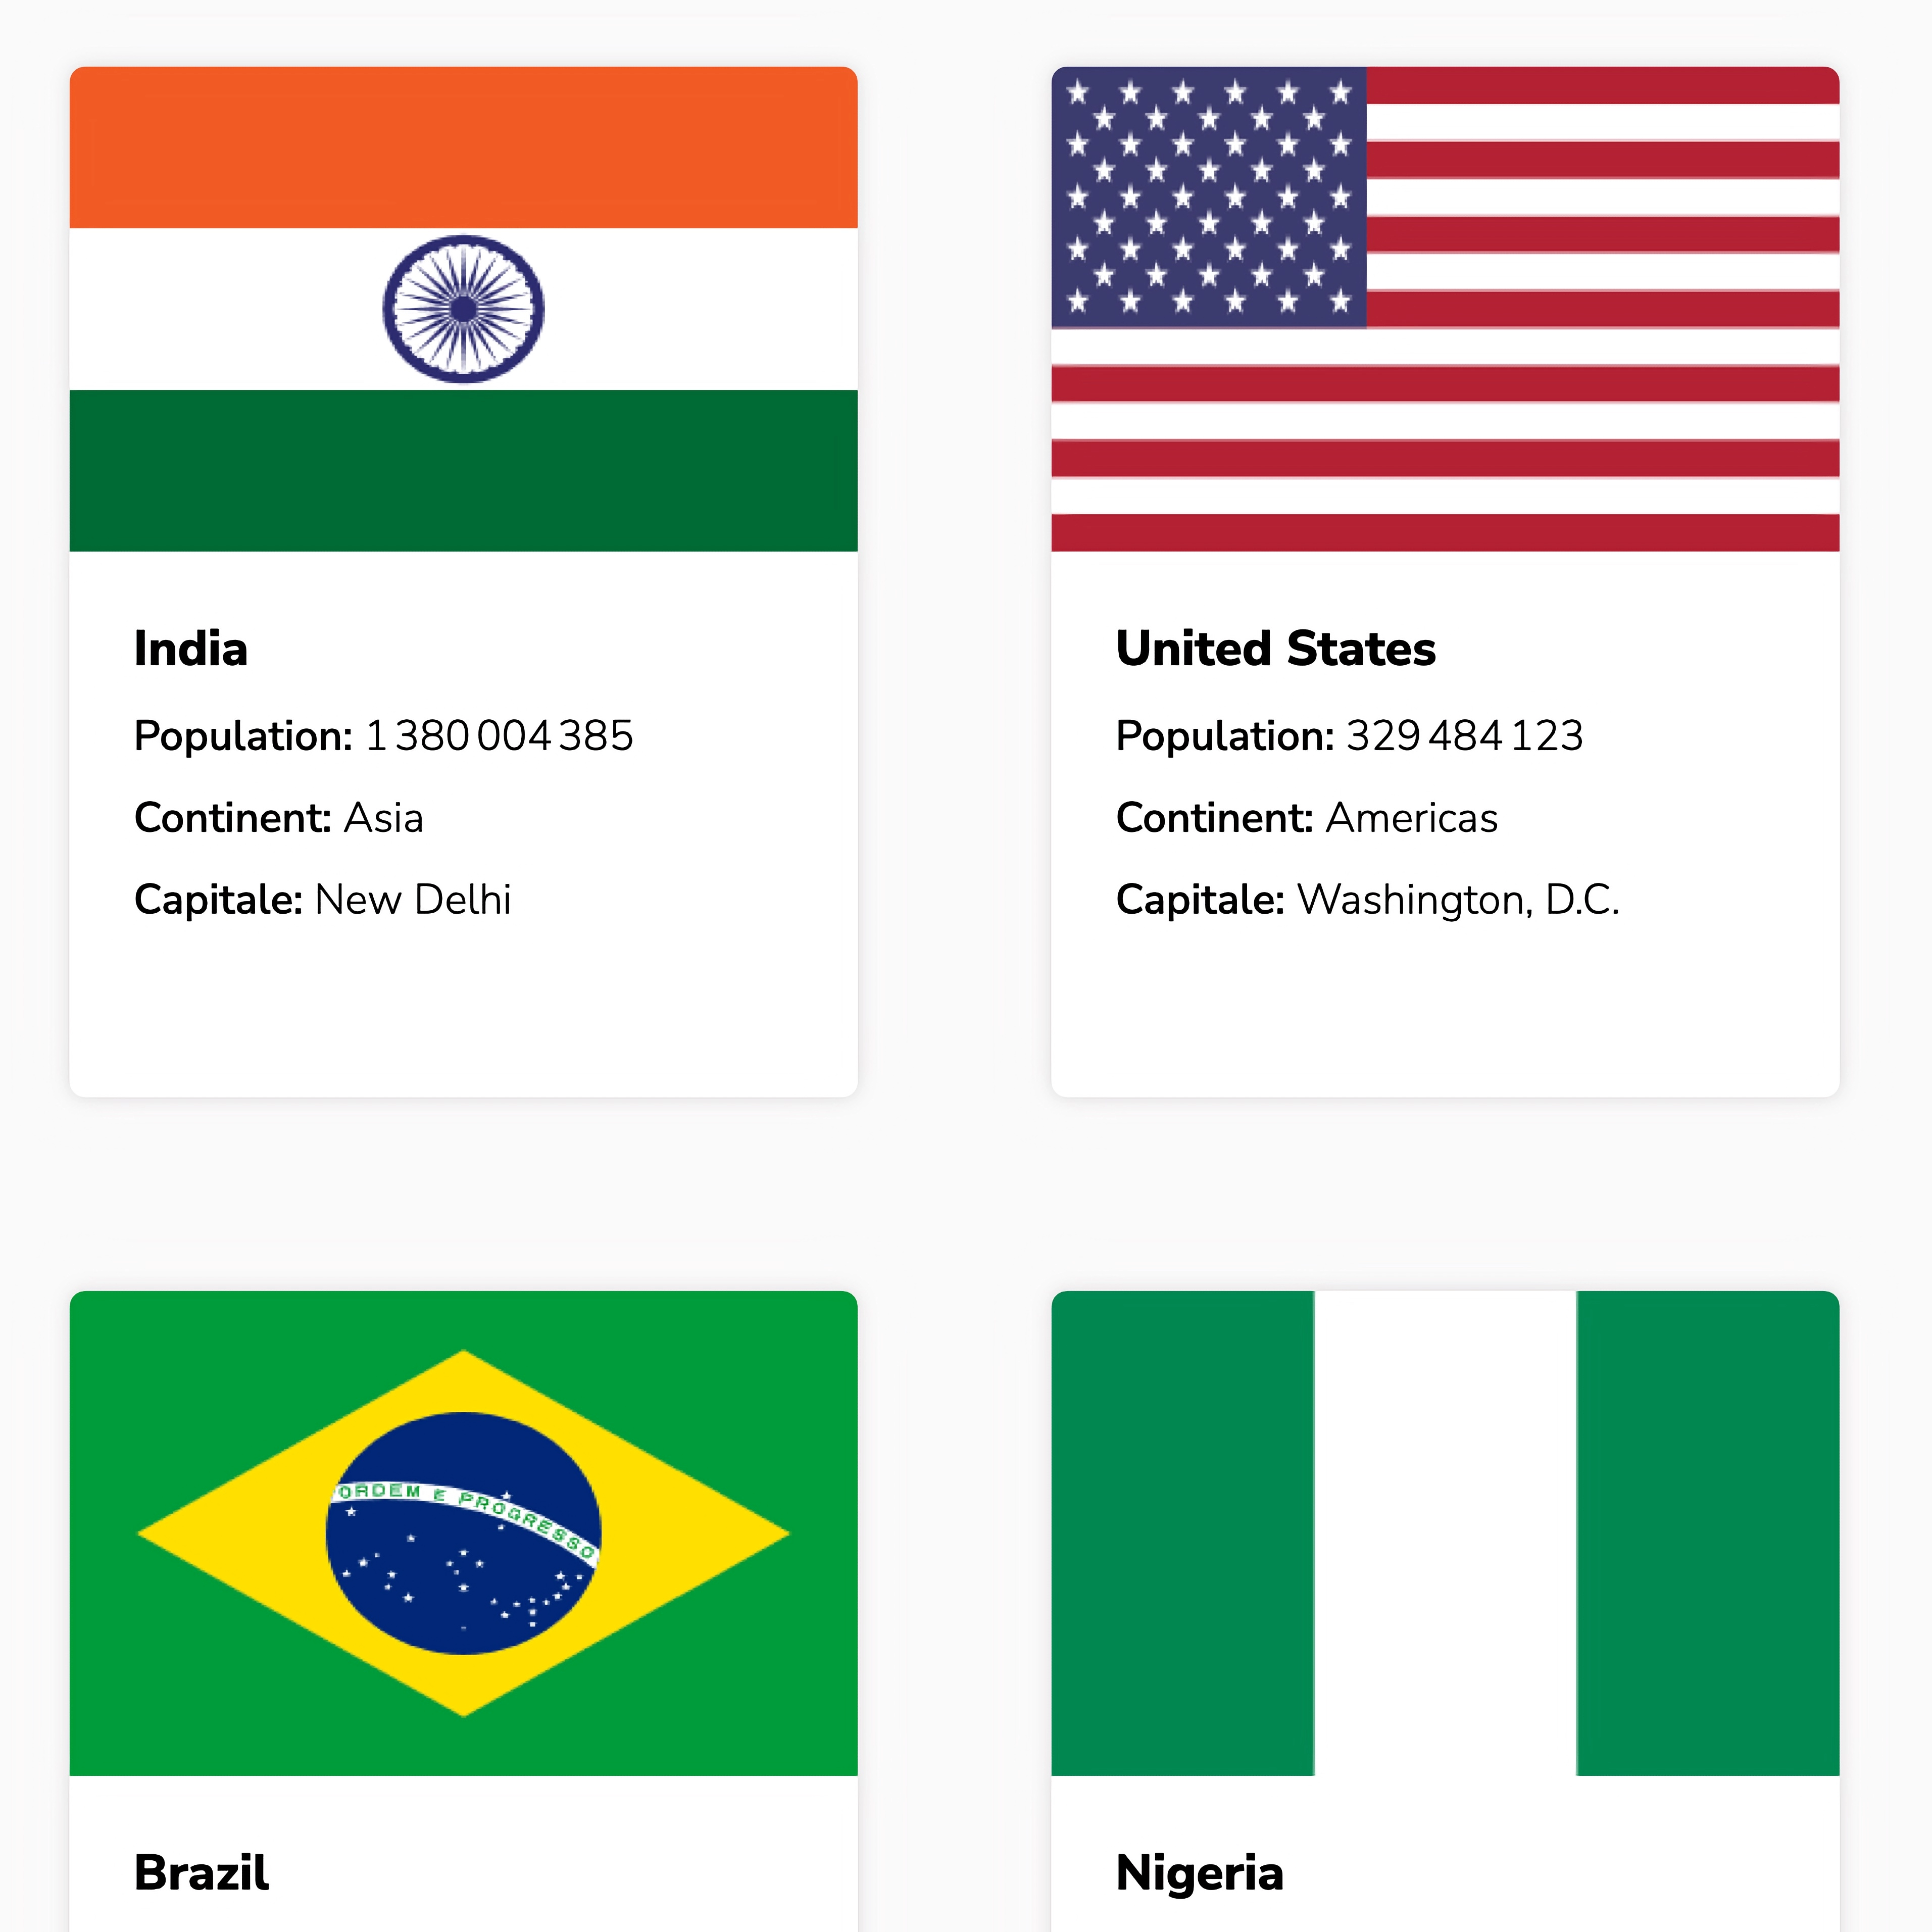 India
Population: 1 380 004 385
Continent: Asia
Capitale: New Delhi
United States
Population: 329 484 123
Continent: Americas
Capitale: Washington, D.C.
ORDEM E PROGRESSO
Brazil
Nigeria